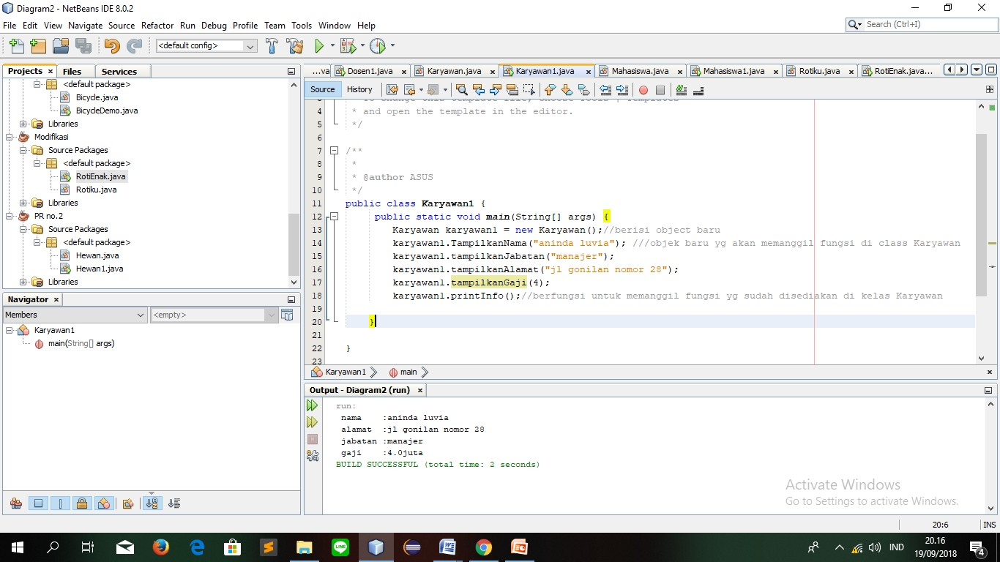 Diagram2 - NetBeans IDE 8.0.2
File Edit View Navigate Source Refactor Run Debug Profile Team Tools Window Help
Search (Ctrl+I)
<default config>
Projects Files Services
<default package>
Bicycle.java
BicycleDemo.java
Libraries
Modifikasi
Source Packages
<default package>
RotiEnak.java
Rotiku.java
Libraries
PR no.2
Source Packages
<default package>
Hewan.java
Hewan1.java
Libraries
Navigator
Members <empty>
Karyawan1
main(String[] args)
...va Dosen1.java Karyawan.java Karyawan1.java Mahasiswa.java Mahasiswa1.java Rotiku.java RotiEnak.java...
Source History
4 * and open the template in the editor.
5 */
6
7 /**
8 *
9 * @author ASUS
10 */
11 public class Karyawan1 {
12 public static void main(String[] args) {
13 Karyawan karyawan1 = new Karyawan();//berisi object baru
14 karyawan1.TampilkanNama("aninda luvia"); ///objek baru yg akan memanggil fungsi di class Karyawan
15 karyawan1.tampilkanJabatan("manajer");
16 karyawan1.tampilkanAlamat("jl gonilan nomor 28");
17 karyawan1.tampilkanGaji(4);
18 karyawan1.printInfo();//berfungsi untuk memanggil fungsi yg sudah disediakan di kelas Karyawan
19
20 }
21
22 }
23
Karyawan1 main
Output - Diagram2 (run)
run:
nama :aninda luvia
alamat :jl gonilan nomor 28
jabatan :manajer
gaji :4.0juta
BUILD SUCCESSFUL (total time: 2 seconds)
Activate Windows
Go to Settings to activate Windows.
20:6 INS
LINE
IND
20.16
19/09/2018
4